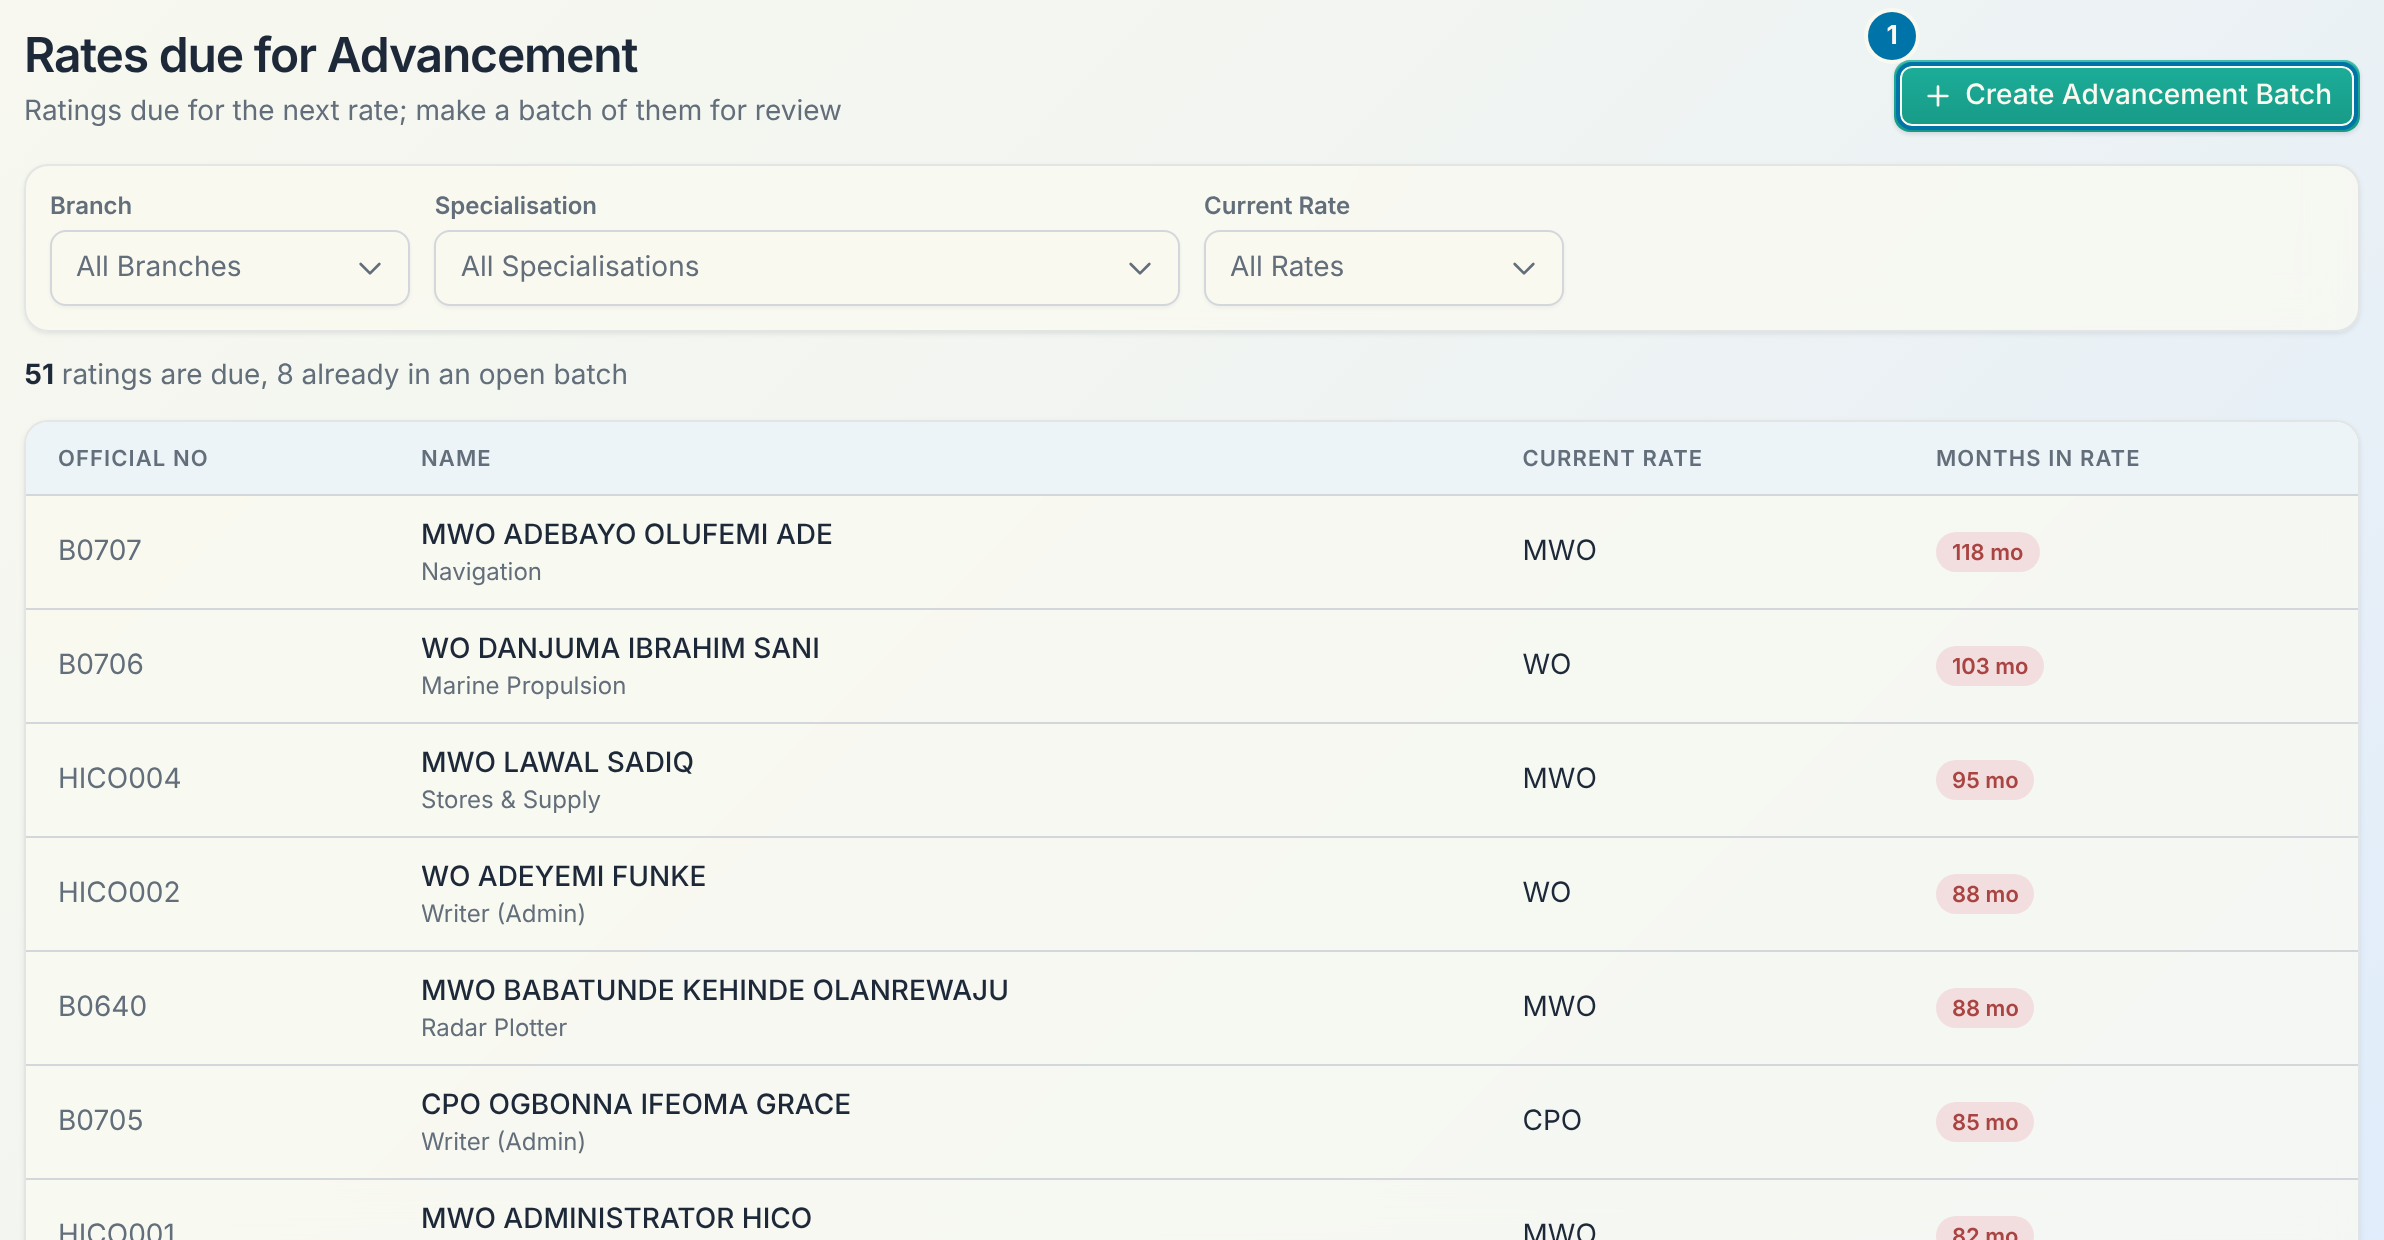 1
Rates due for Advancement
Ratings due for the next rate; make a batch of them for review
+ Create Advancement Batch
Branch
Specialisation
Current Rate
All Branches
All Specialisations
All Rates
51 ratings are due, 8 already in an open batch
OFFICIAL NO NAME CURRENT RATE MONTHS IN RATE
B0707
MWO ADEBAYO OLUFEMI ADE
Navigation
MWO
118 mo
B0706
WO DANJUMA IBRAHIM SANI
Marine Propulsion
WO
103 mo
HICO004
MWO LAWAL SADIQ
Stores & Supply
MWO
95 mo
HICO002
WO ADEYEMI FUNKE
Writer (Admin)
WO
88 mo
B0640
MWO BABATUNDE KEHINDE OLANREWAJU
Radar Plotter
MWO
88 mo
B0705
CPO OGBONNA IFEOMA GRACE
Writer (Admin)
CPO
85 mo
HICO001
MWO ADMINISTRATOR HICO
MWO
82 mo